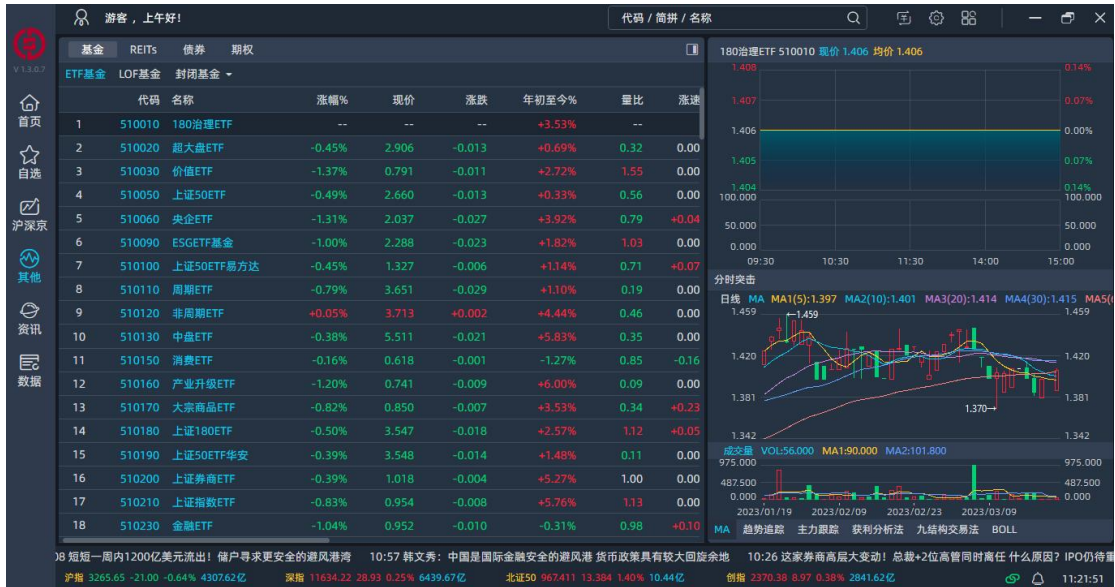 游客 , 上午好!
代码 / 简拼 / 名称
V 1.3.0.7
首页
自选
沪深京
其他
资讯
数据
基金 REITs 债券 期权
ETF基金 LOF基金 封闭基金
代码 名称 涨幅% 现价 涨跌 年初至今% 量比 涨速
1 510010 180治理ETF -- -- -- +3.53% --
2 510020 超大盘ETF -0.45% 2.906 -0.013 +0.69% 0.32 0.00
3 510030 价值ETF -1.37% 0.791 -0.011 +2.72% 1.55 0.00
4 510050 上证50ETF -0.49% 2.660 -0.013 +0.33% 0.56 0.00
5 510060 央企ETF -1.31% 2.037 -0.027 +3.92% 0.79 +0.04
6 510090 ESGETF基金 -1.00% 2.288 -0.023 +1.82% 1.03 0.00
7 510100 上证50ETF易方达 -0.45% 1.327 -0.006 +1.14% 0.71 +0.07
8 510110 周期ETF -0.79% 3.651 -0.029 +1.10% 0.19 0.00
9 510120 非周期ETF +0.05% 3.713 +0.002 +4.44% 0.46 0.00
10 510130 中盘ETF -0.38% 5.511 -0.021 +5.83% 0.35 0.00
11 510150 消费ETF -0.16% 0.618 -0.001 -1.27% 0.85 -0.16
12 510160 产业升级ETF -1.20% 0.741 -0.009 +6.00% 0.09 0.00
13 510170 大宗商品ETF -0.82% 0.850 -0.007 +3.53% 0.34 +0.23
14 510180 上证180ETF -0.50% 3.547 -0.018 +2.57% 1.12 +0.05
15 510190 上证50ETF华安 -0.39% 3.548 -0.014 +1.48% 0.11 0.00
16 510200 上证券商ETF -0.39% 1.018 -0.004 +5.27% 1.00 0.00
17 510210 上证指数ETF -0.83% 0.954 -0.008 +5.76% 1.13 0.00
18 510230 金融ETF -1.04% 0.952 -0.010 -0.31% 0.98 +0.10
180治理ETF 510010 现价 1.406 均价 1.406
1.408 0.14%
1.407 0.07%
1.406 0.00%
1.405 0.07%
1.404 0.14%
100.000 100.000
50.000 50.000
0.000 0.000
09:30 10:30 11:30 14:00 15:00
分时突击
日线 MA MA1(5):1.397 MA2(10):1.401 MA3(20):1.414 MA4(30):1.415 MA5(
1.459 1.459 1.459
1.420 1.420
1.381 1.381
1.370
1.342 1.342
成交量 VOL:56.000 MA1:90.000 MA2:101.800
975.000 975.000
487.500 487.500
0.000 0.000
2023/01/19 2023/02/09 2023/02/23 2023/03/09
MA 趋势追踪 主力跟踪 获利分析法 九结构交易法 BOLL
08 短短一周内1200亿美元流出! 储户寻求更安全的避风港湾 10:57 韩文秀: 中国是国际金融安全的避风港 货币政策具有较大回旋余地 10:26 这家券商高层大变动! 总裁+2位高管同时离任 什么原因? IPO仍待重
沪指 3265.65 -21.00 -0.64% 4307.62亿 深指 11634.22 28.93 0.25% 6439.67亿 北证50 967.411 13.384 1.40% 10.44亿 创指 2370.38 8.97 0.38% 2841.62亿 11:21:51